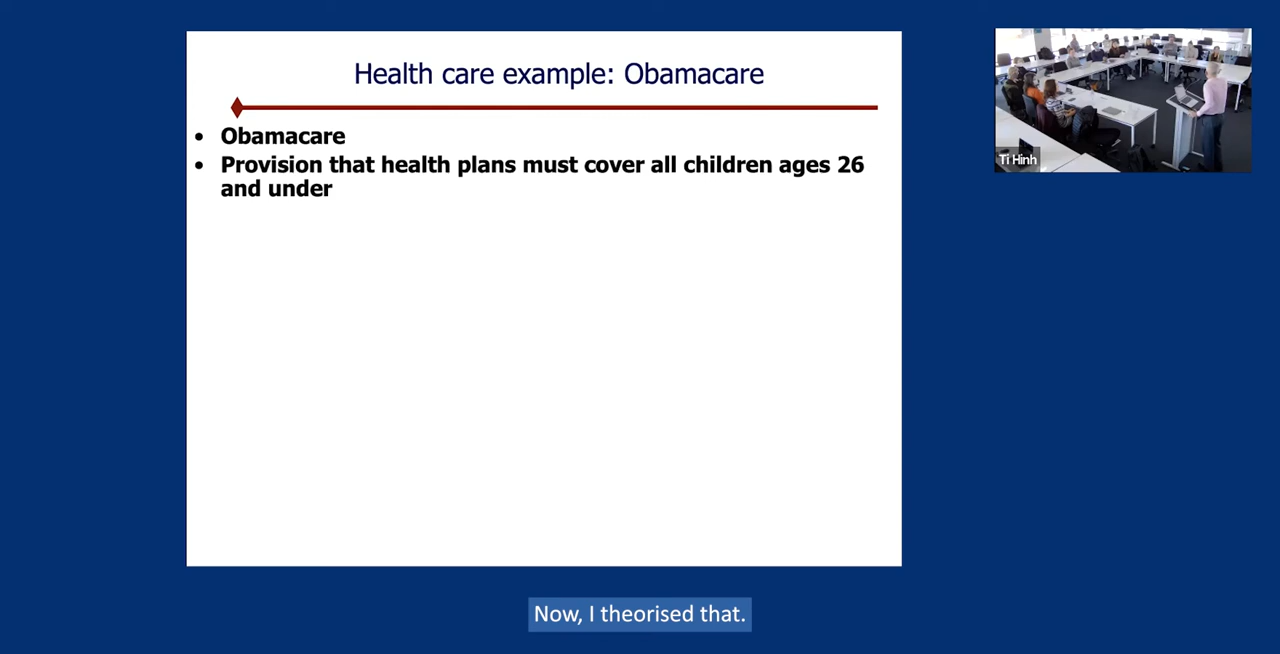 Health care example: Obamacare
• Obamacare
• Provision that health plans must cover all children ages 26
and under
Ti Hinh
Now, I theorised that.